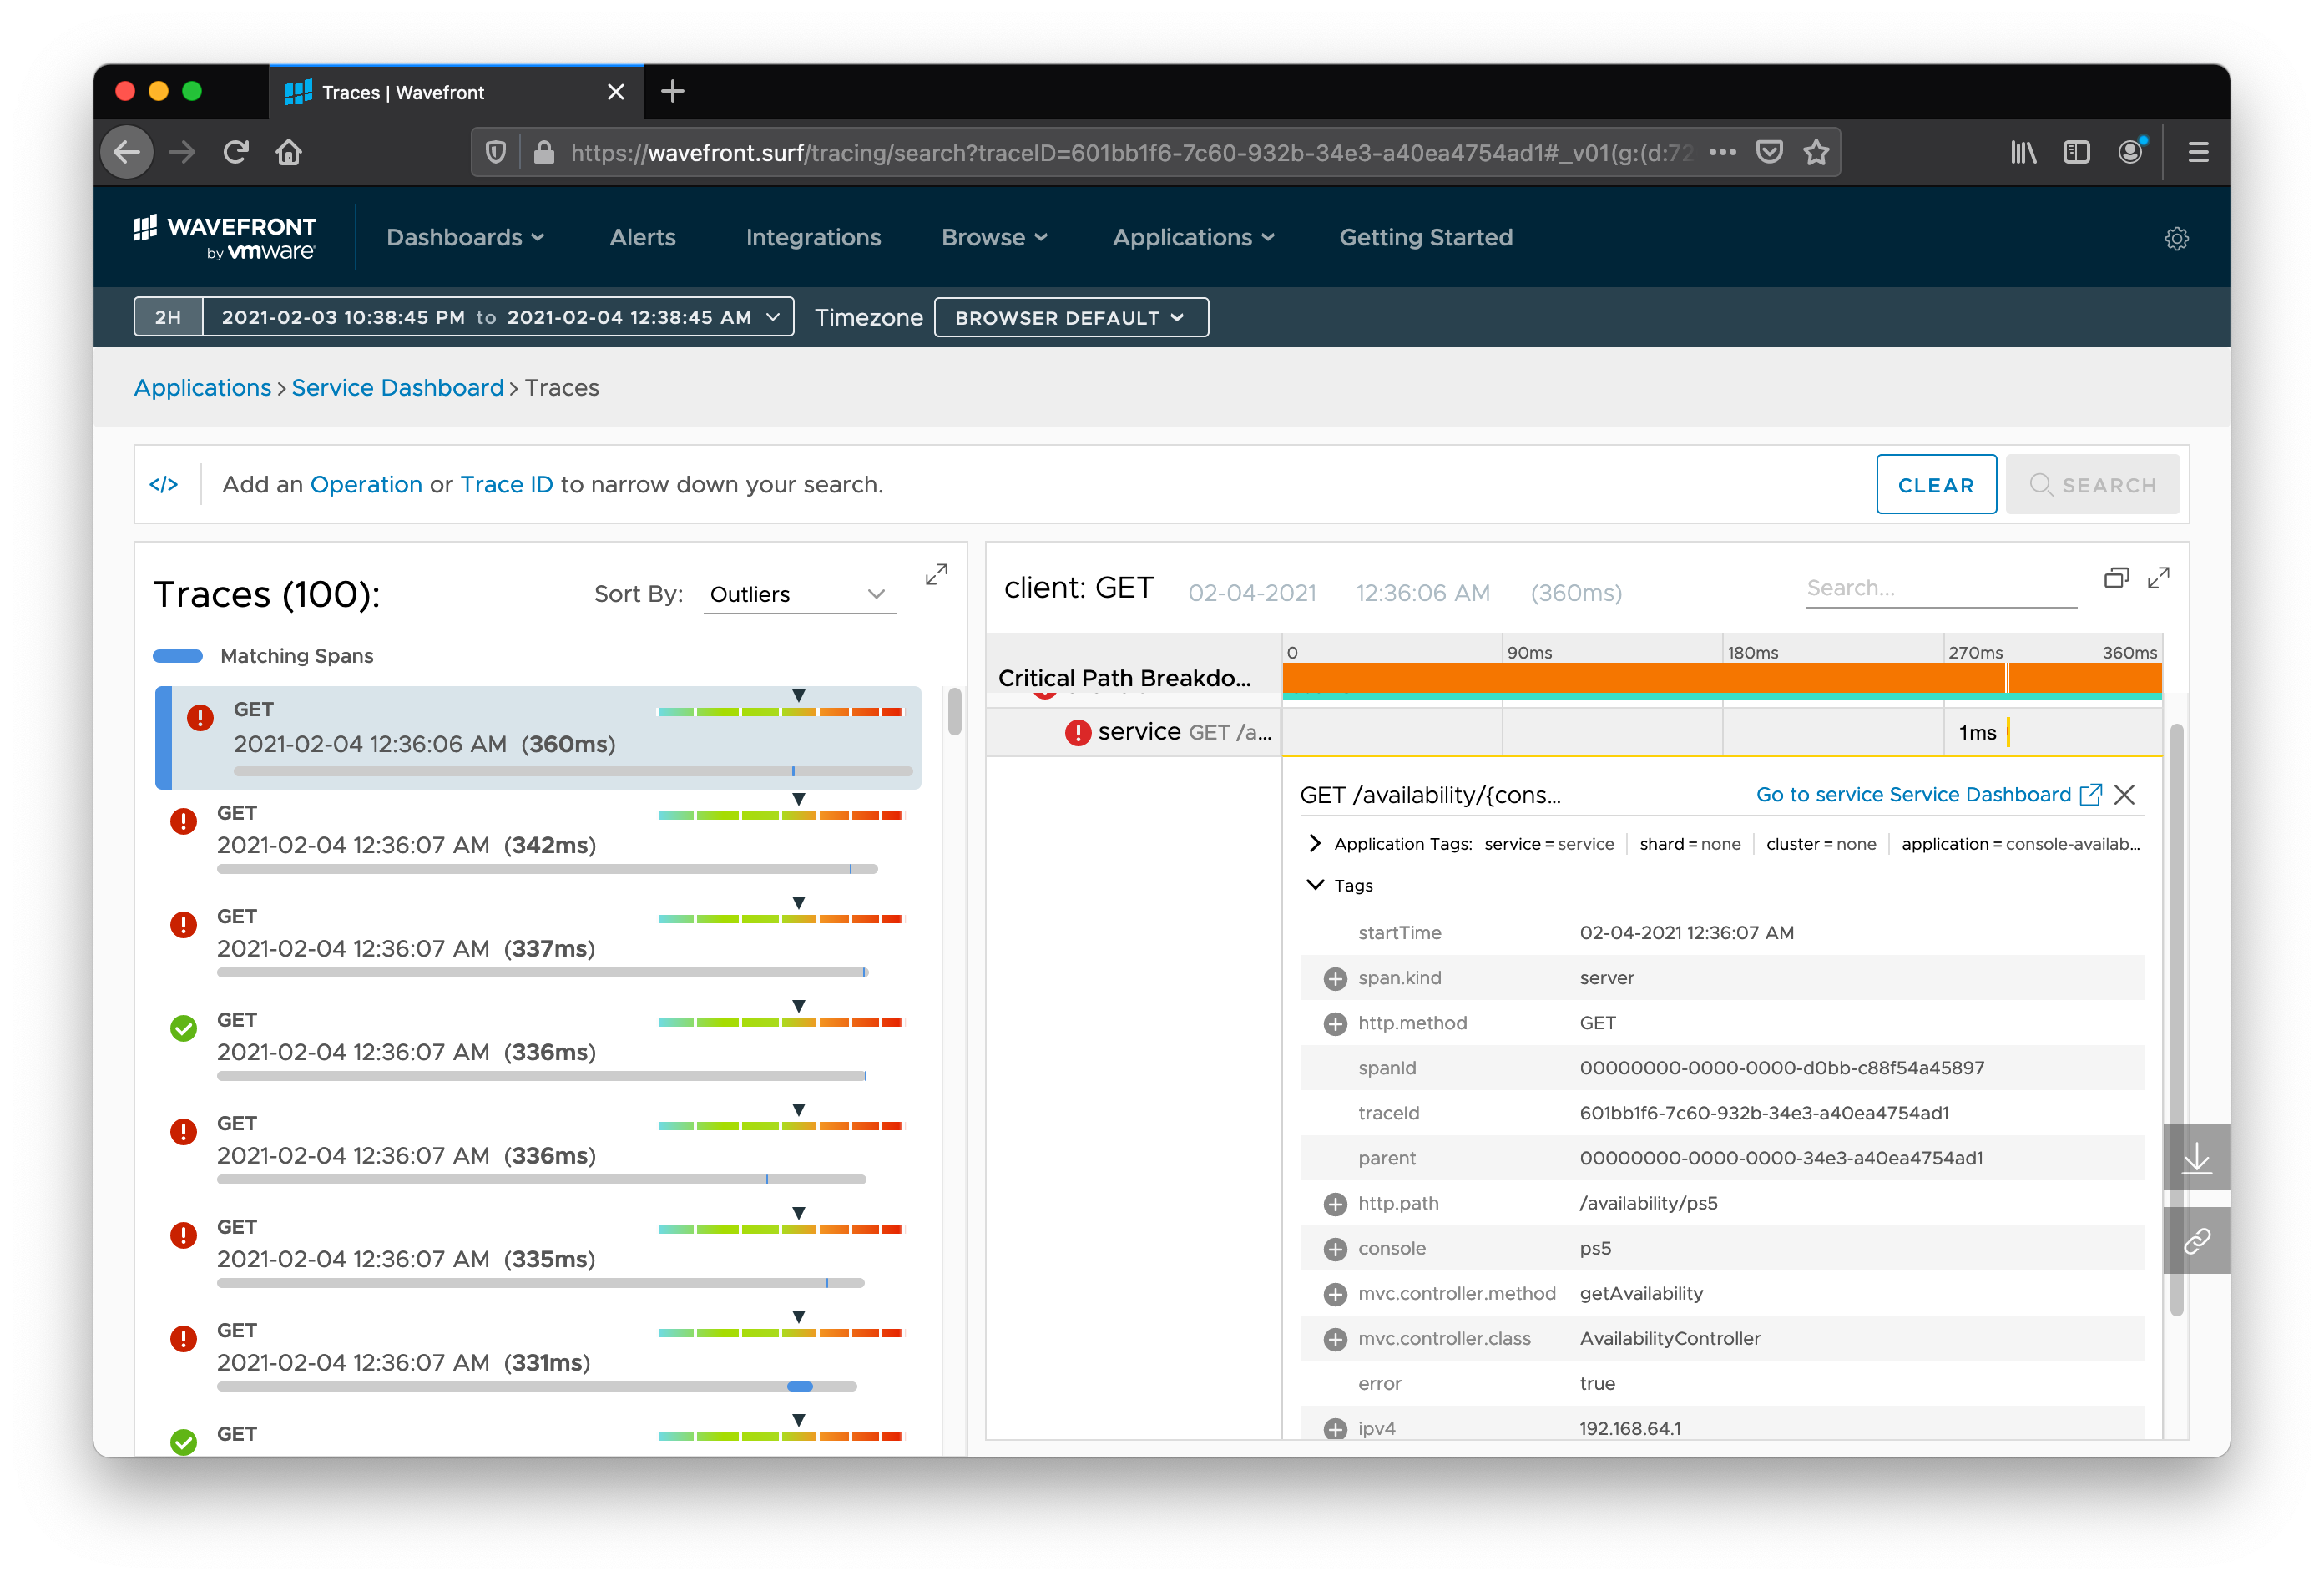 Traces | Wavefront
https://wavefront.surf/tracing/search?traceID=601bb1f6-7c60-932b-34e3-a40ea4754ad1#_v01(g:(d:72
WAVEFRONT
by vmware
Dashboards
Alerts
Integrations
Browse
Applications
Getting Started
2H 2021-02-03 10:38:45 PM to 2021-02-04 12:38:45 AM
Timezone BROWSER DEFAULT
Applications > Service Dashboard > Traces
</> Add an Operation or Trace ID to narrow down your search.
CLEAR
SEARCH
Traces (100):
Sort By: Outliers
Matching Spans
GET
2021-02-04 12:36:06 AM (360ms)
GET
2021-02-04 12:36:07 AM (342ms)
GET
2021-02-04 12:36:07 AM (337ms)
GET
2021-02-04 12:36:07 AM (336ms)
GET
2021-02-04 12:36:07 AM (336ms)
GET
2021-02-04 12:36:07 AM (335ms)
GET
2021-02-04 12:36:07 AM (331ms)
GET
client: GET 02-04-2021 12:36:06 AM (360ms)
Search...
0 90ms 180ms 270ms 360ms
Critical Path Breakdo...
service GET /a... 1ms
GET /availability/{cons...
Go to service Service Dashboard
Application Tags: service = service shard = none cluster = none application = console-availab...
Tags
startTime 02-04-2021 12:36:07 AM
span.kind server
http.method GET
spanId 00000000-0000-0000-d0bb-c88f54a45897
traceId 601bb1f6-7c60-932b-34e3-a40ea4754ad1
parent 00000000-0000-0000-34e3-a40ea4754ad1
http.path /availability/ps5
console ps5
mvc.controller.method getAvailability
mvc.controller.class AvailabilityController
error true
ipv4 192.168.64.1